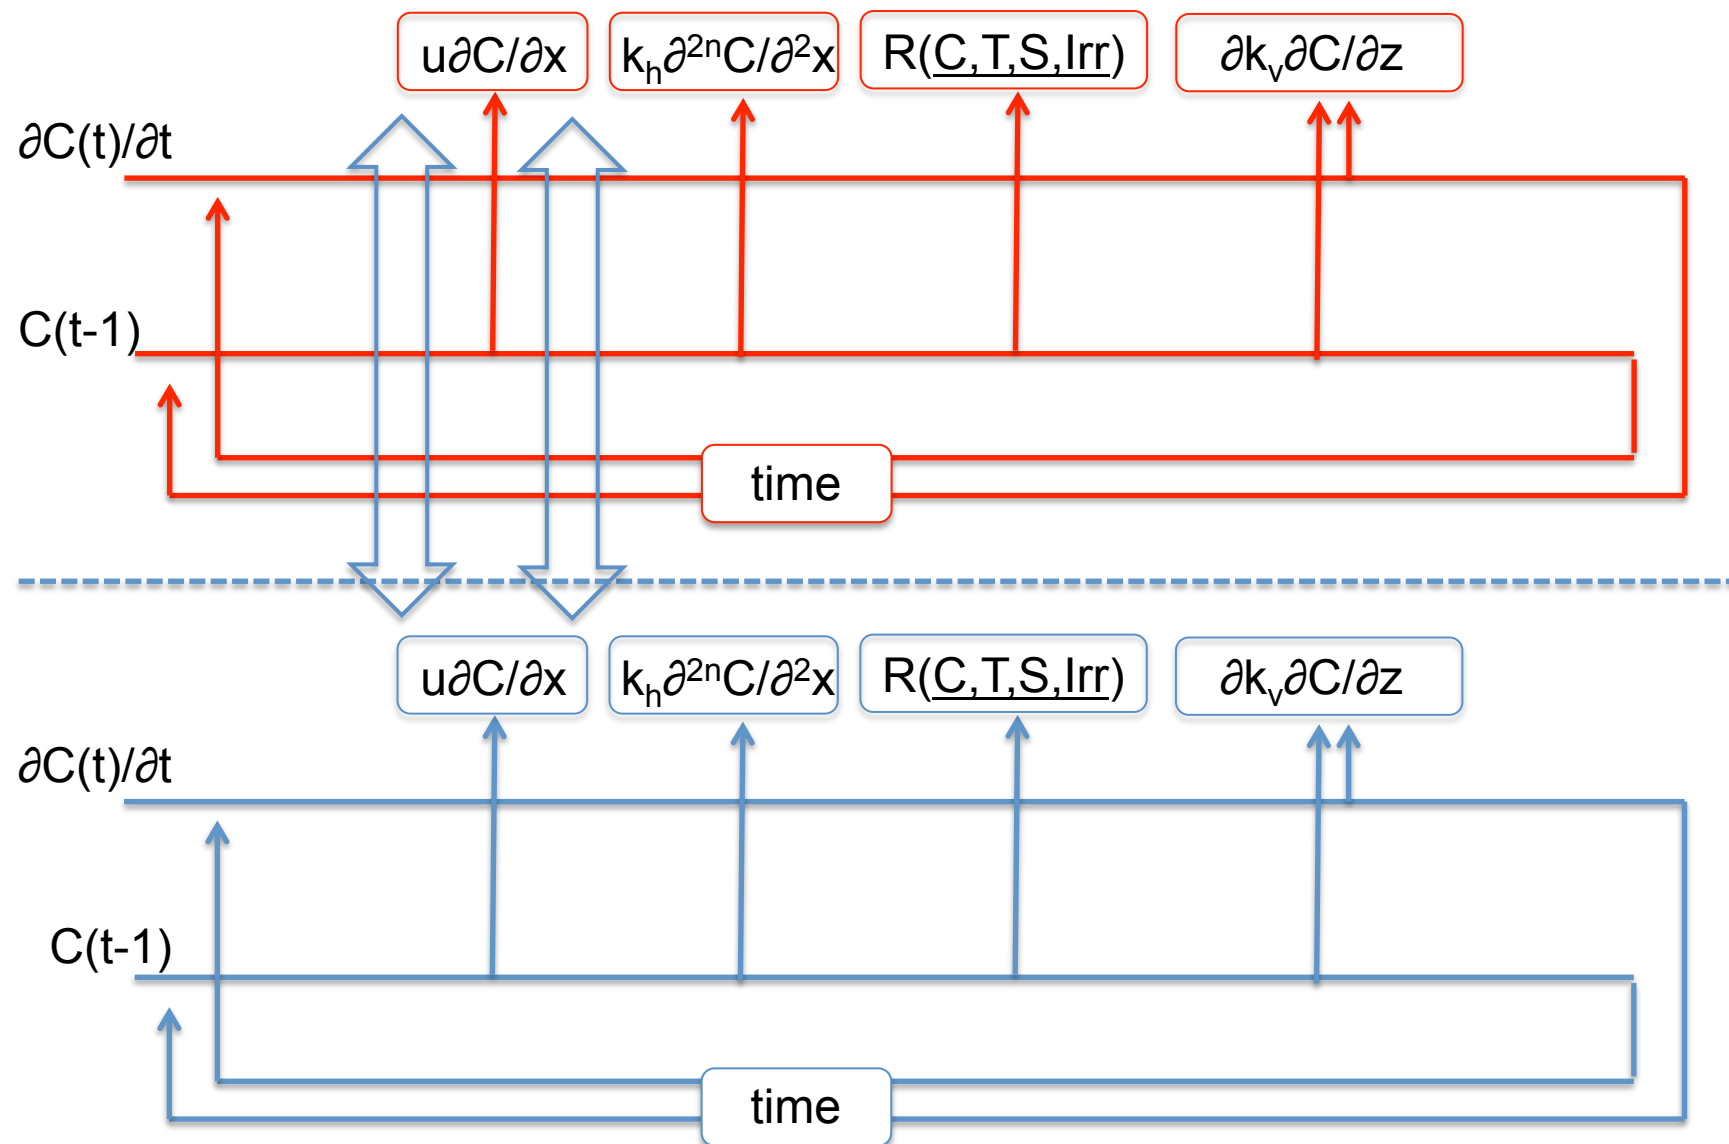 u∂C/∂x kₕ∂²ⁿC/∂²x R(C,T,S,Irr) ∂kᵥ∂C/∂z
∂C(t)/∂t
C(t-1)
time
u∂C/∂x kₕ∂²ⁿC/∂²x R(C,T,S,Irr) ∂kᵥ∂C/∂z
∂C(t)/∂t
C(t-1)
time